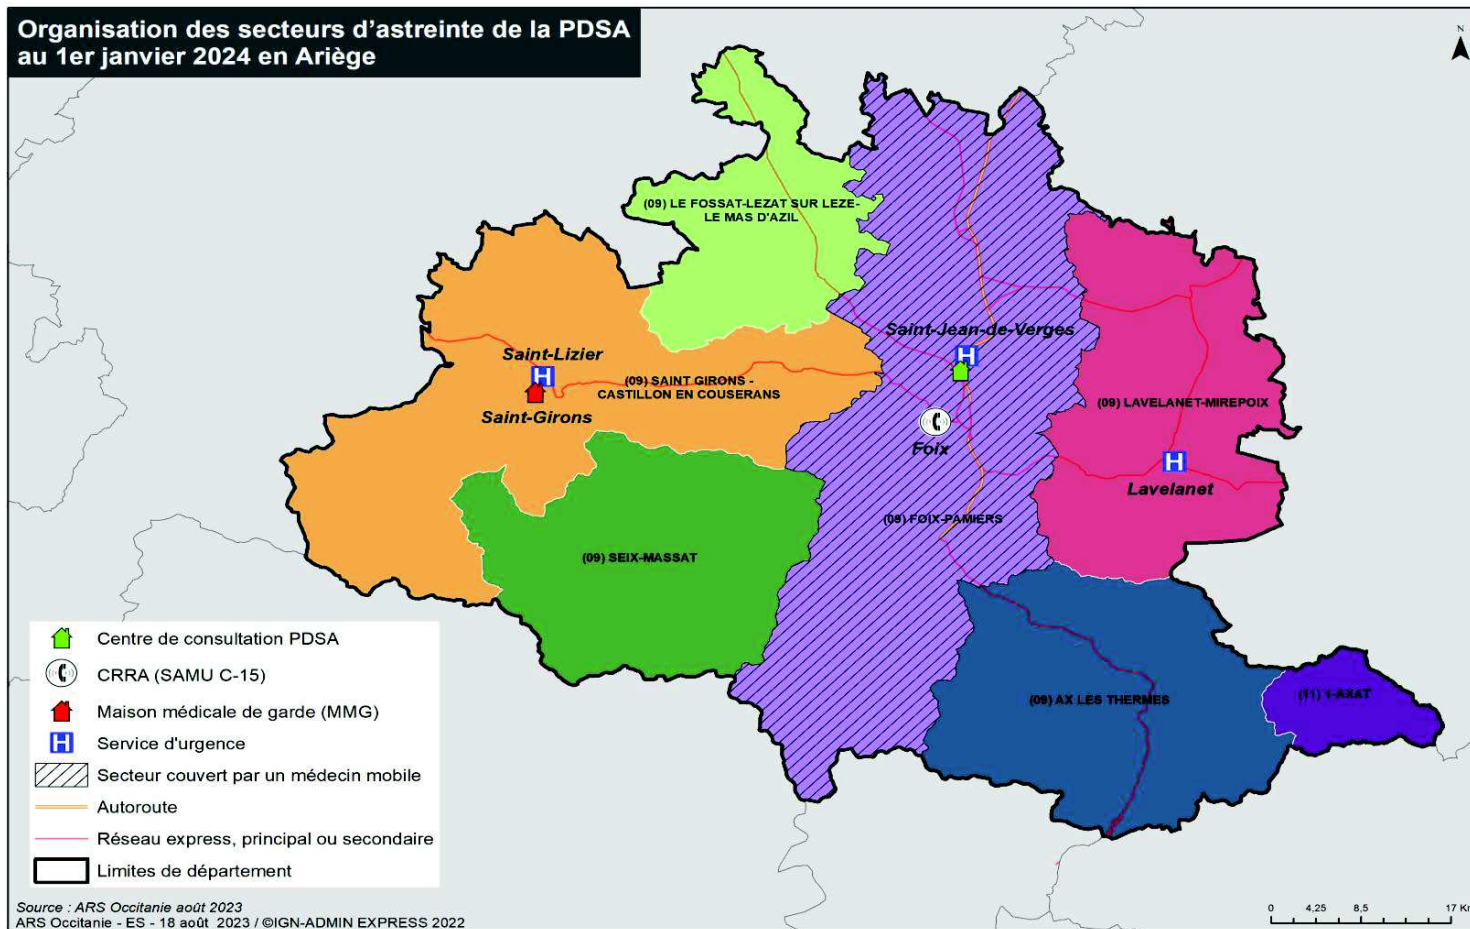 Organisation des secteurs d'astreinte de la PDSA
au 1er janvier 2024 en Ariège
N
(09) LE FOSSAT-LEZAT SUR LEZE-
LE MAS D'AZIL
Saint-Jean-de-Verges
H
Saint-Lizier
H
(09) SAINT GIRONS -
CASTILLON EN COUSERANS
Saint-Girons
(09) LAVELANET-MIREPOIX
Foix
H
Lavelanet
(09) FOIX-PAMIERS
(09) SEIX-MASSAT
(09) AX LES THERMES
(11) 1-AXAT
Centre de consultation PDSA
CRRA (SAMU C-15)
Maison médicale de garde (MMG)
H Service d'urgence
Secteur couvert par un médecin mobile
Autoroute
Réseau express, principal ou secondaire
Limites de département
Source : ARS Occitanie août 2023
ARS Occitanie - ES - 18 août 2023 / ©IGN-ADMIN EXPRESS 2022
0 4,25 8,5 17 Km